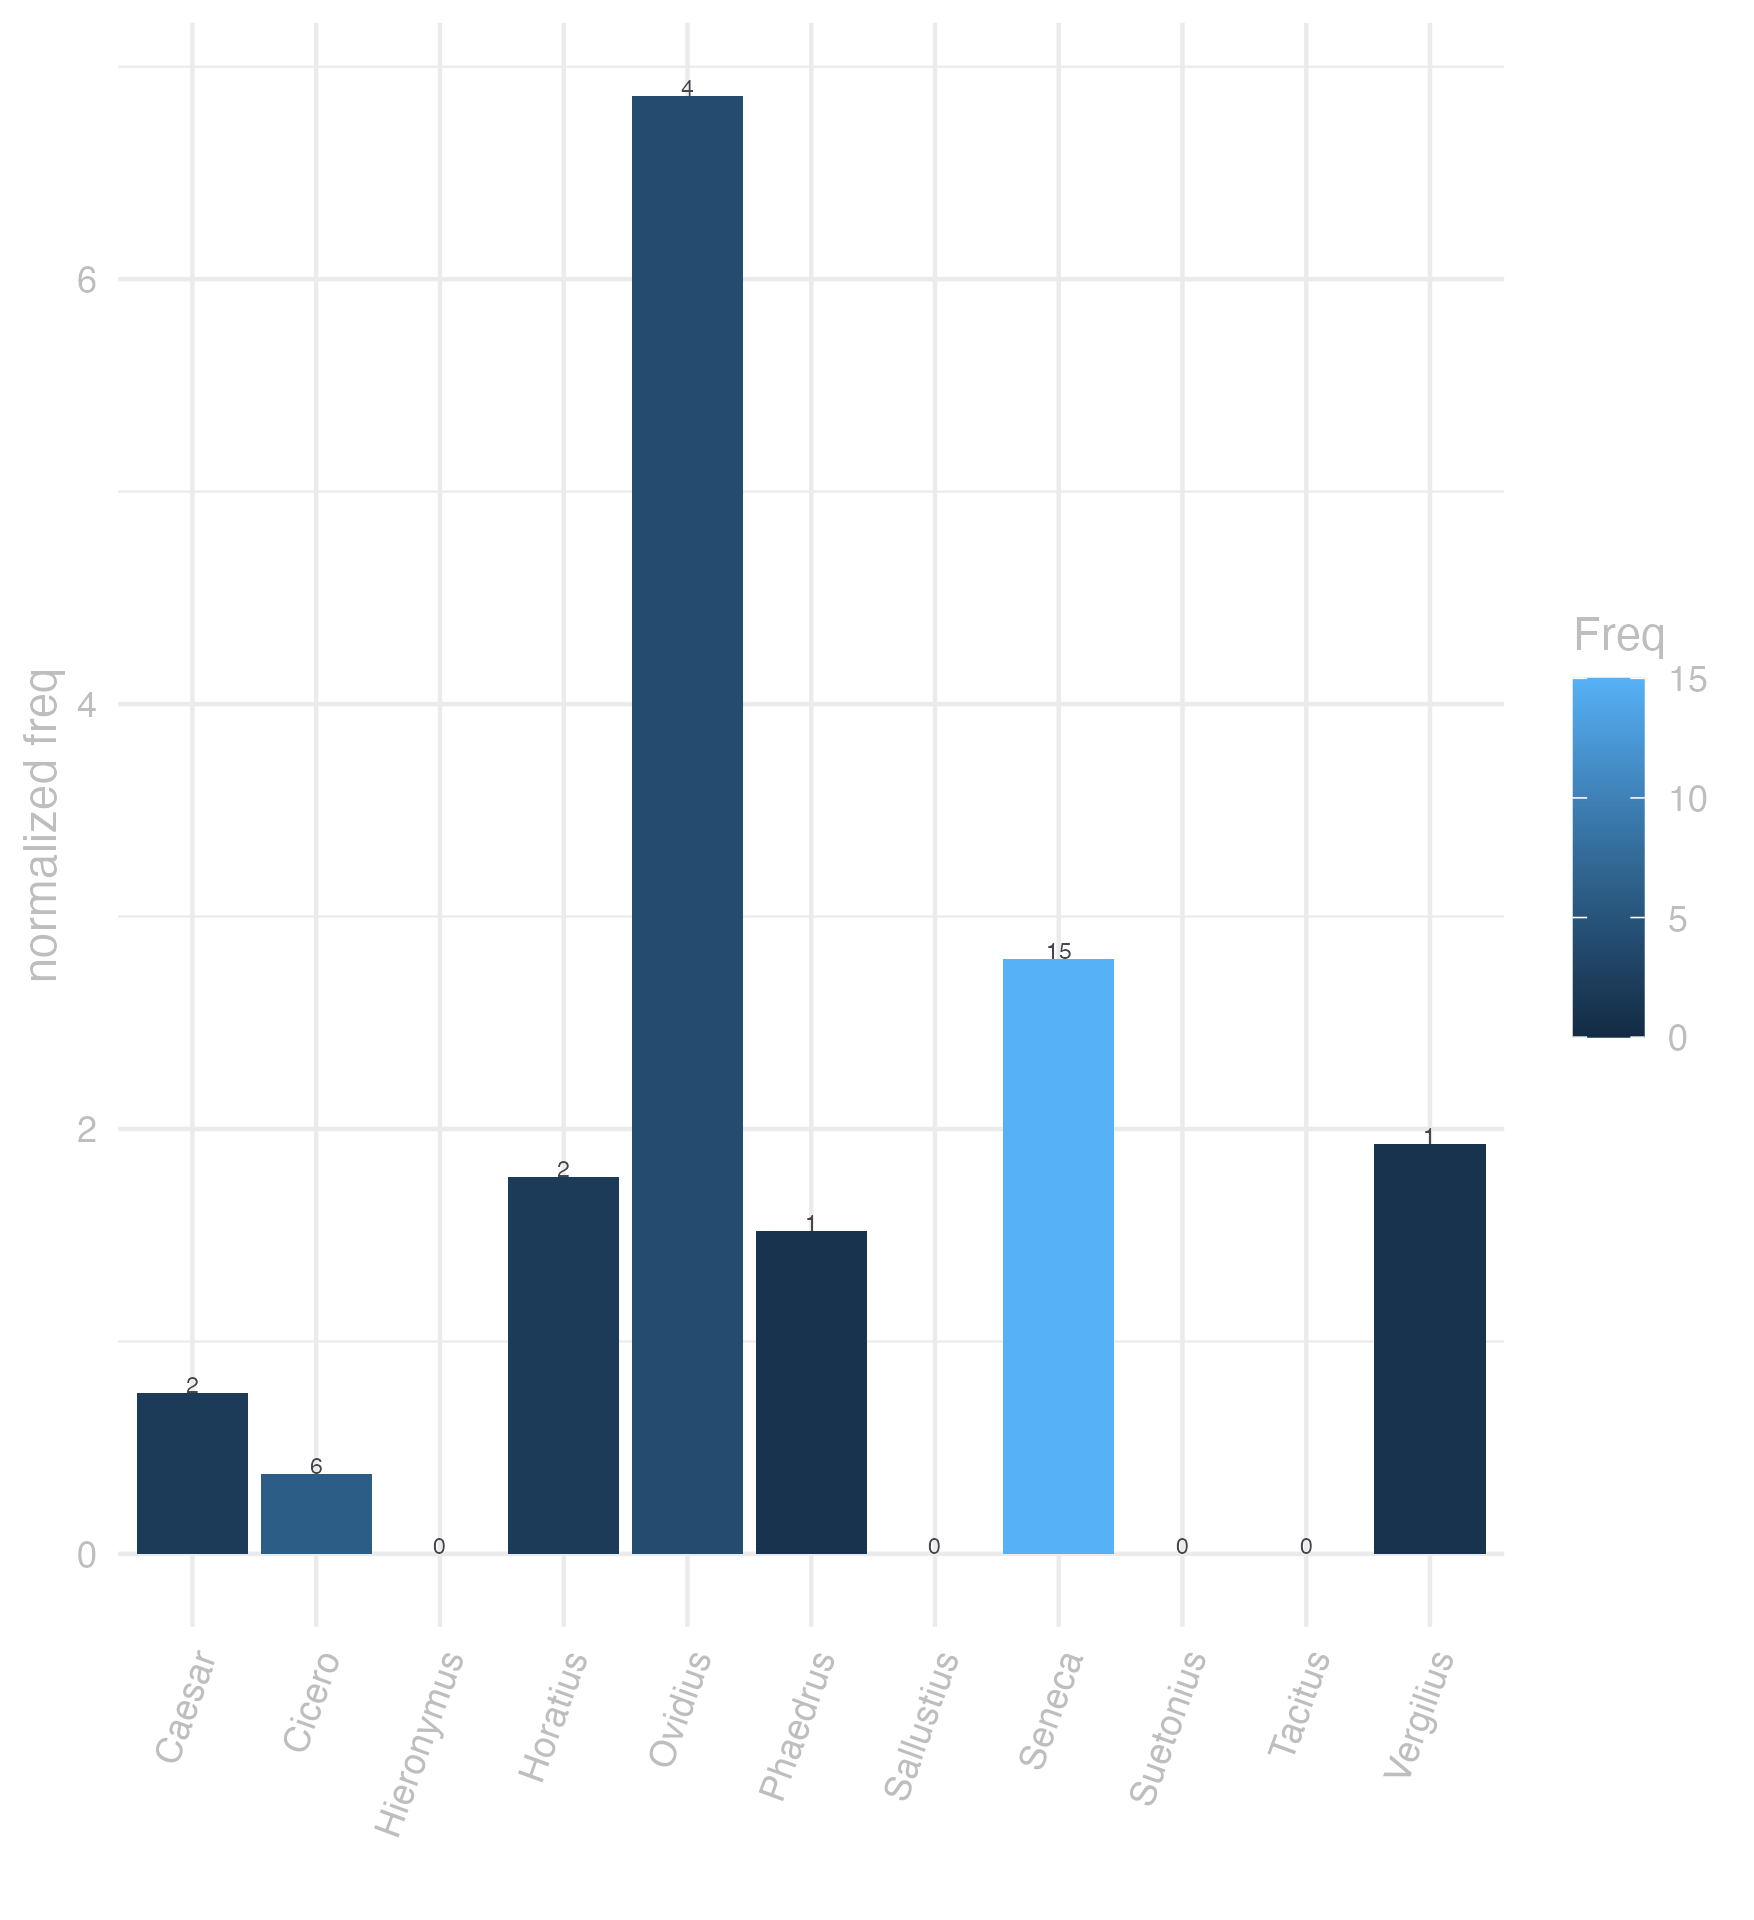 normalized freq
6
4
2
0
2
6
0
2
4
1
0
15
0
0
1
Caesar
Cicero
Hieronymus
Horatius
Ovidius
Phaedrus
Sallustius
Seneca
Suetonius
Tacitus
Vergilius
Freq
15
10
5
0